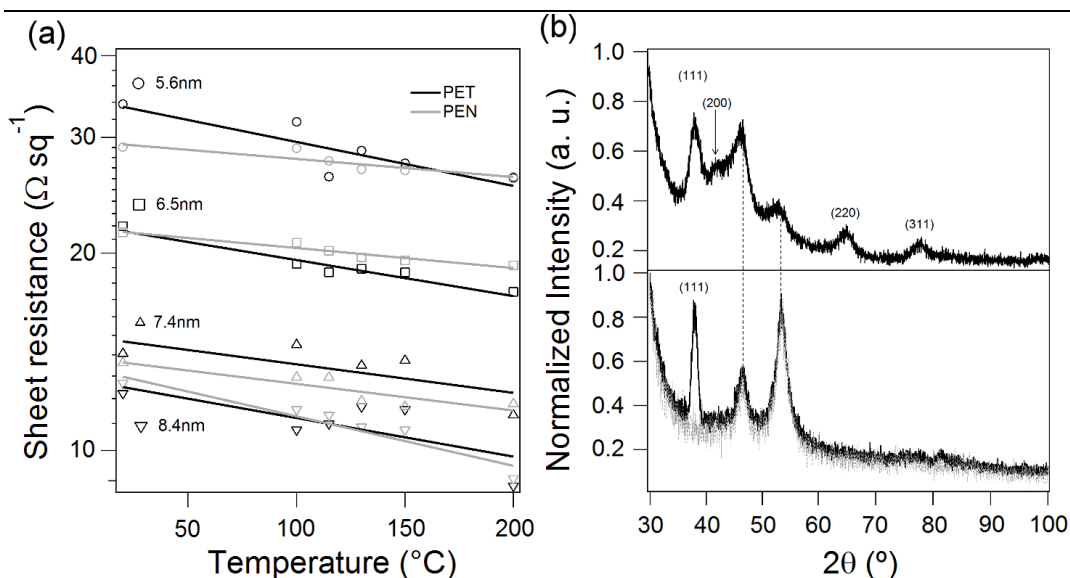 (a)
Sheet resistance (Ω sq⁻¹)
40
30
20
10
5.6nm
6.5nm
7.4nm
8.4nm
PET
PEN
50
100
150
200
Temperature (°C)
(b)
Normalized Intensity (a. u.)
1.0
0.8
0.6
0.4
0.2
(111)
(200)
(220)
(311)
1.0
0.8
0.6
0.4
0.2
(111)
30
40
50
60
70
80
90
100
2θ (º)